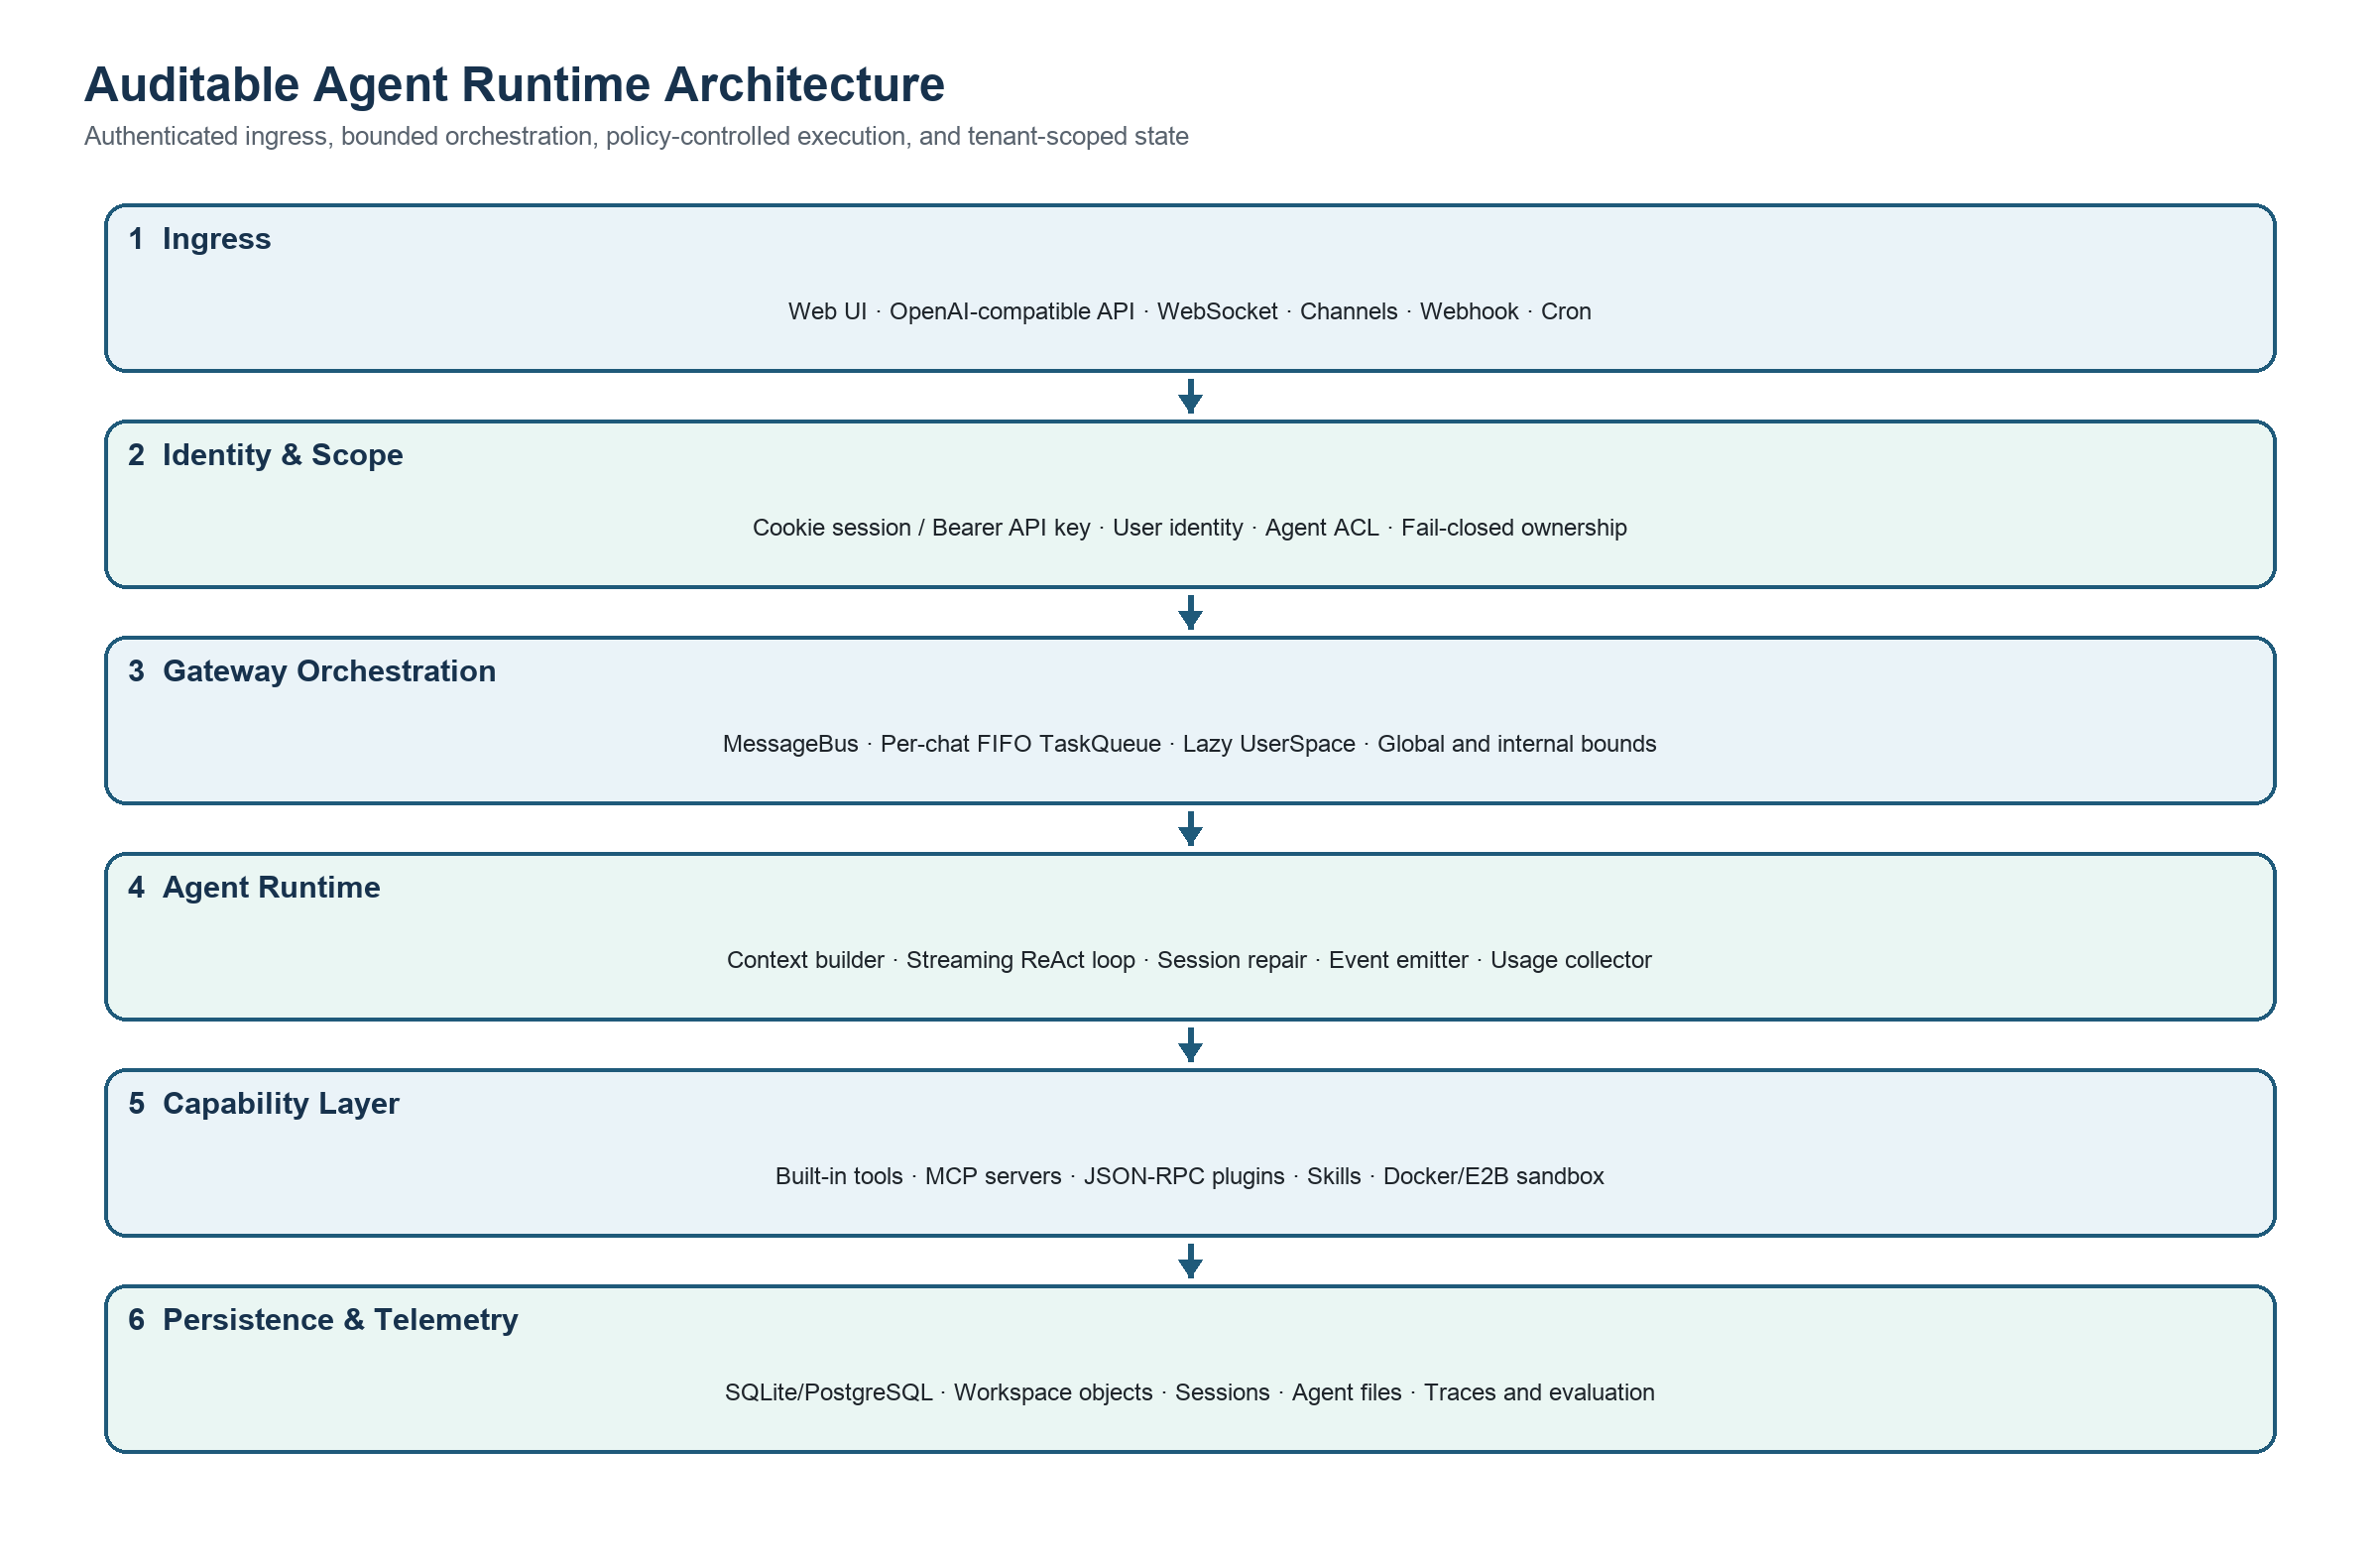 Auditable Agent Runtime Architecture
Authenticated ingress, bounded orchestration, policy-controlled execution, and tenant-scoped state
1 Ingress
Web UI · OpenAI-compatible API · WebSocket · Channels · Webhook · Cron
2 Identity & Scope
Cookie session / Bearer API key · User identity · Agent ACL · Fail-closed ownership
3 Gateway Orchestration
MessageBus · Per-chat FIFO TaskQueue · Lazy UserSpace · Global and internal bounds
4 Agent Runtime
Context builder · Streaming ReAct loop · Session repair · Event emitter · Usage collector
5 Capability Layer
Built-in tools · MCP servers · JSON-RPC plugins · Skills · Docker/E2B sandbox
6 Persistence & Telemetry
SQLite/PostgreSQL · Workspace objects · Sessions · Agent files · Traces and evaluation